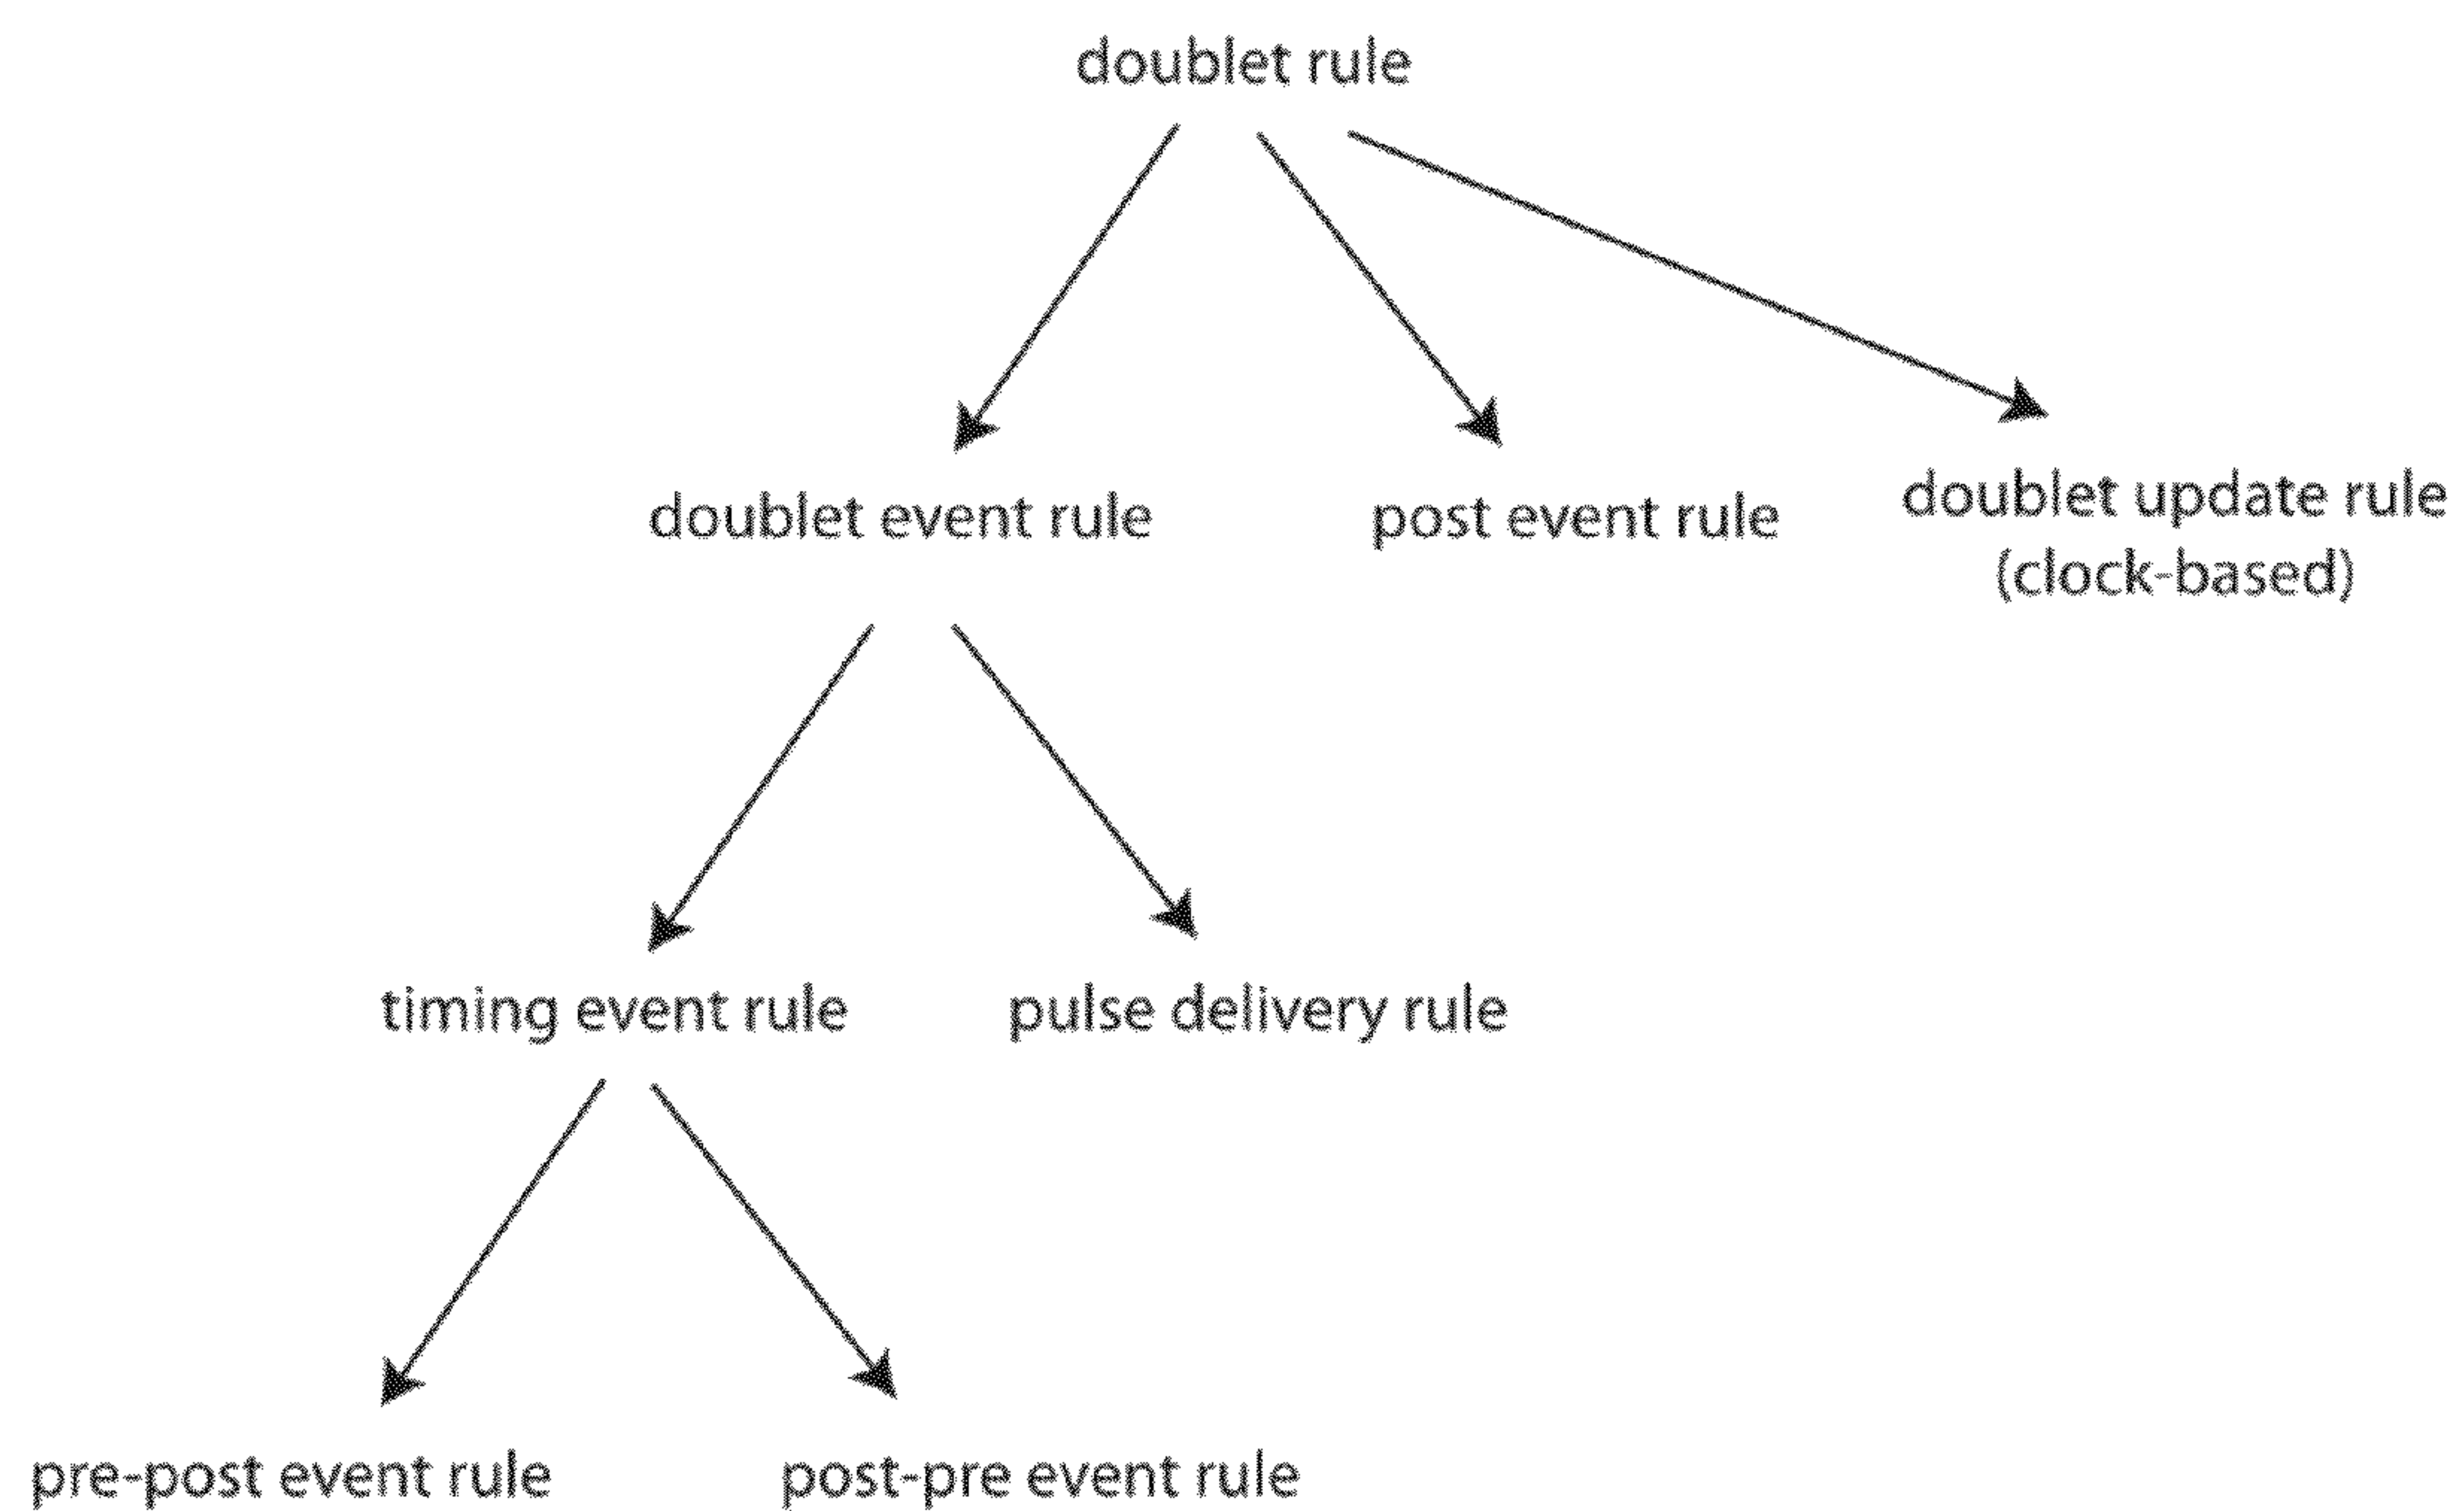 doublet rule
doublet event rule
post event rule
doublet update rule
(clock-based)
timing event rule
pulse delivery rule
pre-post event rule
post-pre event rule